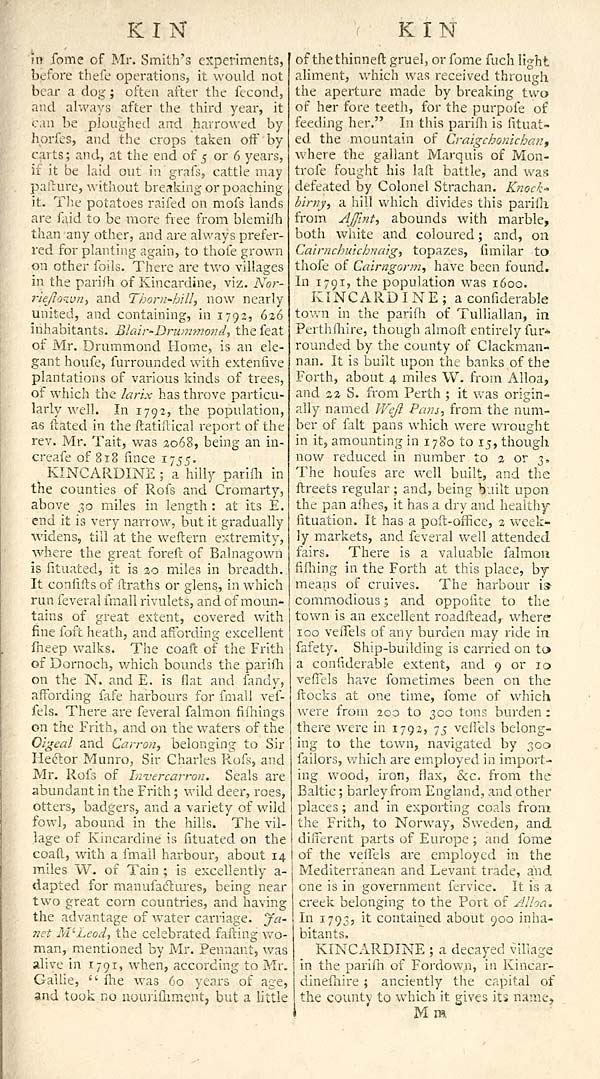 KIN
in ſome of Mr. Smith's experiments,
before theſe operations, it would not
bear a dog; often after the ſecond,
and always after the third year, it
can be ploughed and harrowed by
horſes, and the crops taken off by
carts; and, at the end of 5 or 6 years,
if it be laid out in graſs, cattle may
paſture, without breaking or poaching
it. The potatoes raiſed on moſs lands
are ſaid to be more free from blemiſh
than any other, and are always prefer-
red for planting again, to thoſe grown
on other ſoils. There are two villages
in the pariſh of Kincardine, viz. Nor-
rieſtown, and Thorn-hill, now nearly
united, and containing, in 1792, 626
inhabitants. Blair-Drummond, the ſeat
of Mr. Drummond Home, is an ele-
gant houſe, ſurrounded with extenſive
plantations of various kinds of trees,
of which the larix has throve particu-
larly well. In 1792, the population,
as ſtated in the ſtatiſtical report of the
rev. Mr. Tait, was 2068, being an in-
creaſe of 818 ſince 1755.
KINCARDINE; a hilly pariſh in
the counties of Roſs and Cromarty,
above 30 miles in length: at its E.
end it is very narrow, but it gradually
widens, till at the weſtern extremity,
where the great foreſt of Balnagown
is ſituated, it is 20 miles in breadth.
It conſiſts of ſtraths or glens, in which
run ſeveral ſmall rivulets, and of moun-
tains of great extent, covered with
fine ſoft heath, and affording excellent
ſheep walks. The coaſt of the Frith
of Dornoch, which bounds the pariſh
on the N. and E. is flat and ſandy,
affording ſafe harbours for ſmall veſ-
ſels. There are ſeveral ſalmon fiſhings
on the Frith, and on the waters of the
Oigeal and Carron, belonging to Sir
Hector Munro, Sir Charles Roſs, and
Mr. Roſs of Invercarron. Seals are
abundant in the Frith; wild deer, roes,
otters, badgers, and a variety of wild
fowl, abound in the hills. The vil-
lage of Kincardine is ſituated on the
coaſt, with a ſmall harbour, about 14
miles W. of Tain; is excellently a-
dapted for manufactures, being near
two great corn countries, and having
the advantage of water carriage. Ja-
net M'Leod, the celebrated faſting wo-
man, mentioned by Mr. Pennant, was
alive in 1791, when, according to Mr.
Gallie, "ſhe was 60 years of age,
and took no nouriſhment, but a little
KIN
of the thinneſt gruel, or ſome ſuch light
aliment, which was received through
the aperture made by breaking two
of her fore teeth, for the purpoſe of
feeding her." In this pariſh is ſituat-
ed the mountain of Craigchonichan,
where the gallant Marquis of Mon-
troſe fought his laſt battle, and was
defeated by Colonel Strachan. Knock-
birny, a hill which divides this pariſh
from Aſſint, abounds with marble,
both white and coloured; and, on
Cairnchuichnaig, topazes, ſimilar to
thoſe of Cairngorm, have been found.
In 1791, the population was 1600.
KINCARDINE; a conſiderable
town in the pariſh of Tulliallan, in
Perthſhire, though almoſt entirely ſur-
rounded by the county of Clackman-
nan. It is built upon the banks of the
Forth, about 4 miles W. from Alloa,
and 22 S. from Perth; it was origin-
ally named Weſt Pans, from the num-
ber of ſalt pans which were wrought
in it, amounting in 1780 to 15, though
now reduced in number to 2 or 3.
The houſes are well built, and the
ſtreets regular; and, being built upon
the pan aſhes, it has a dry and healthy
ſituation. It has a poſt-office, 2 week-
ly markets, and ſeveral well attended
fairs. There is a valuable ſalmon
fiſhing in the Forth at this place, by
means of cruives. The harbour is
commodious; and oppoſite to the
town is an excellent roadſtead, where
100 veſſels of any burden may ride in
ſafety. Ship-building is carried on to
a conſiderable extent, and 9 or 10
veſſels have ſometimes been on the
ſtocks at one time, ſome of which
were from 200 to 300 tons burden:
there were in 1792, 75 veſſels belong-
ing to the town, navigated by 300
ſailors, which are employed in import-
ing wood, iron, flax, &c. from the
Baltic; barley from England, and other
places; and in exporting coals from
the Frith, to Norway, Sweden, and
different parts of Europe; and ſome
of the veſſels are employed in the
Mediterranean and Levant trade, and
one is in government ſervice. It is a
creek belonging to the Port of Alloa.
In 1793, it contained about 900 inha-
bitants.
KINCARDINE; a decayed village
in the pariſh of Fordown, in Kincar-
dineſhire; anciently the capital of
the county to which it gives its name,
M m